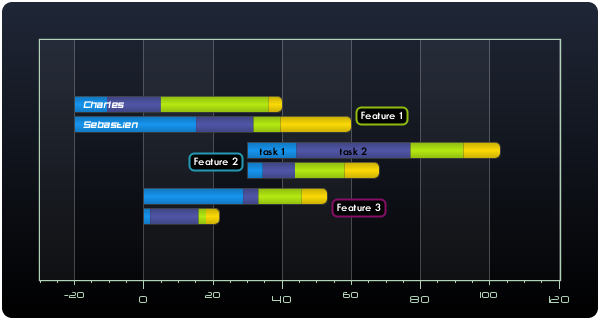 Charles
Sebastien
Feature 1
task 1 task 2
Feature 2
Feature 3
-20 0 20 40 60 80 100 120